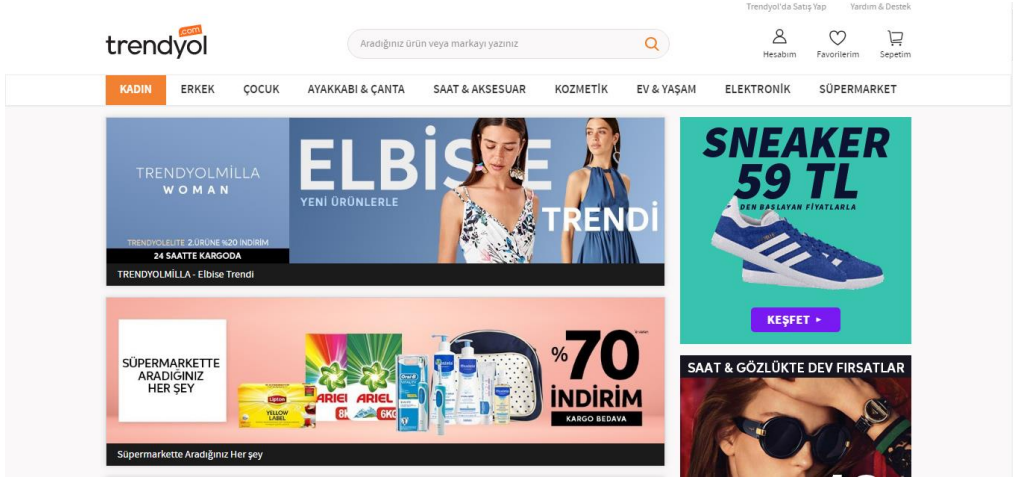 Trendyol'da Satış Yap
Yardım & Destek
trendyol
.com
Aradığınız ürün veya markayı yazınız
Hesabım
Favorilerim
Sepetim
KADIN
ERKEK
ÇOCUK
AYAKKABI & ÇANTA
SAAT & AKSESUAR
KOZMETİK
EV & YAŞAM
ELEKTRONİK
SÜPERMARKET
TRENDYOLMİLLA
WOMAN
TRENDYOLELITE 2.ÜRÜNE %20 İNDİRİM
24 SAATTE KARGODA
ELBİSE
YENİ ÜRÜNLERLE
TRENDİ
TRENDYOLMİLLA - Elbise Trendi
SNEAKER
59 TL
DEN BAŞLAYAN FİYATLARLA
KEŞFET
SÜPERMARKETTE
ARADIĞINIZ
HER ŞEY
Lipton
YELLOW
LABEL
ARIEL
ARIEL
6KG
Oral-B
%70
İNDİRİM
KARGO BEDAVA
Süpermarkette Aradığınız Her şey
SAAT & GÖZLÜKTE DEV FIRSATLAR